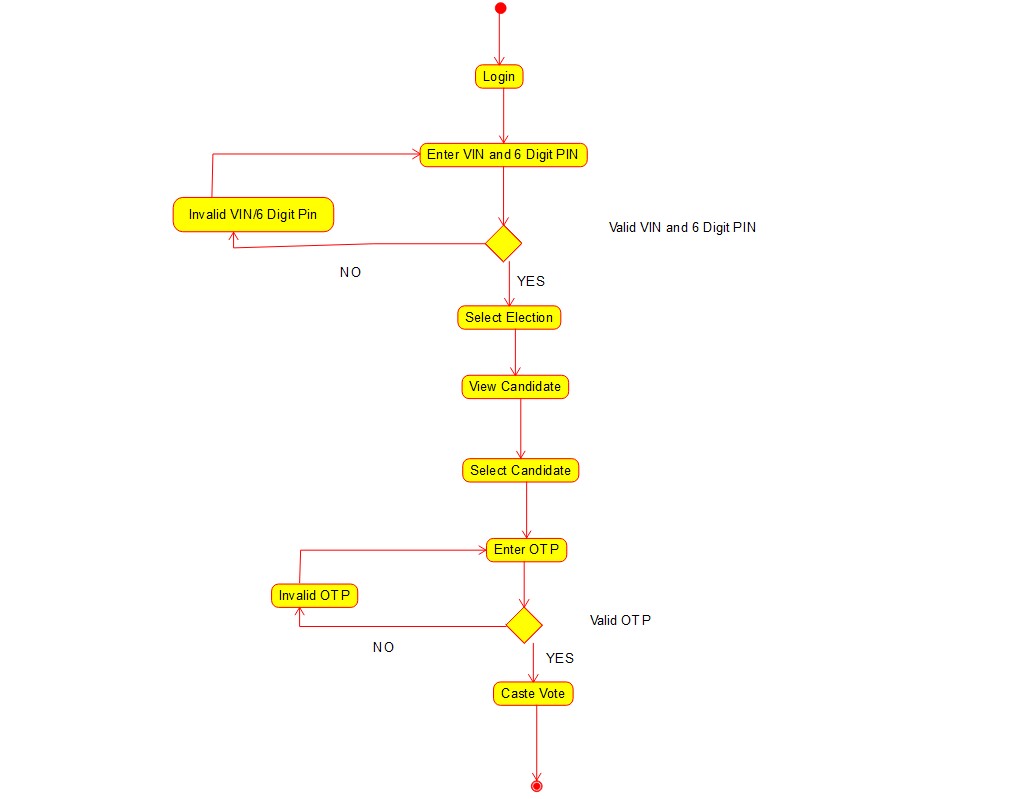 Login
Enter VIN and 6 Digit PIN
Invalid VIN/6 Digit Pin
Valid VIN and 6 Digit PIN
NO
YES
Select Election
View Candidate
Select Candidate
Enter OTP
Invalid OTP
Valid OTP
NO
YES
Caste Vote